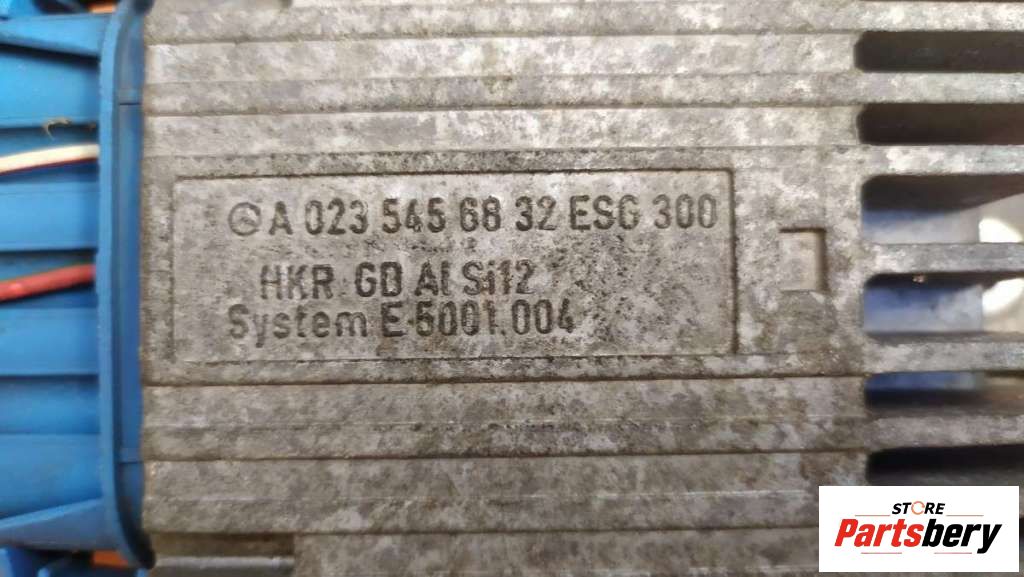 A 023 545 68 32 ESG 300
HKR GD Al Si12
System E-5001.004
STORE
Partsbery